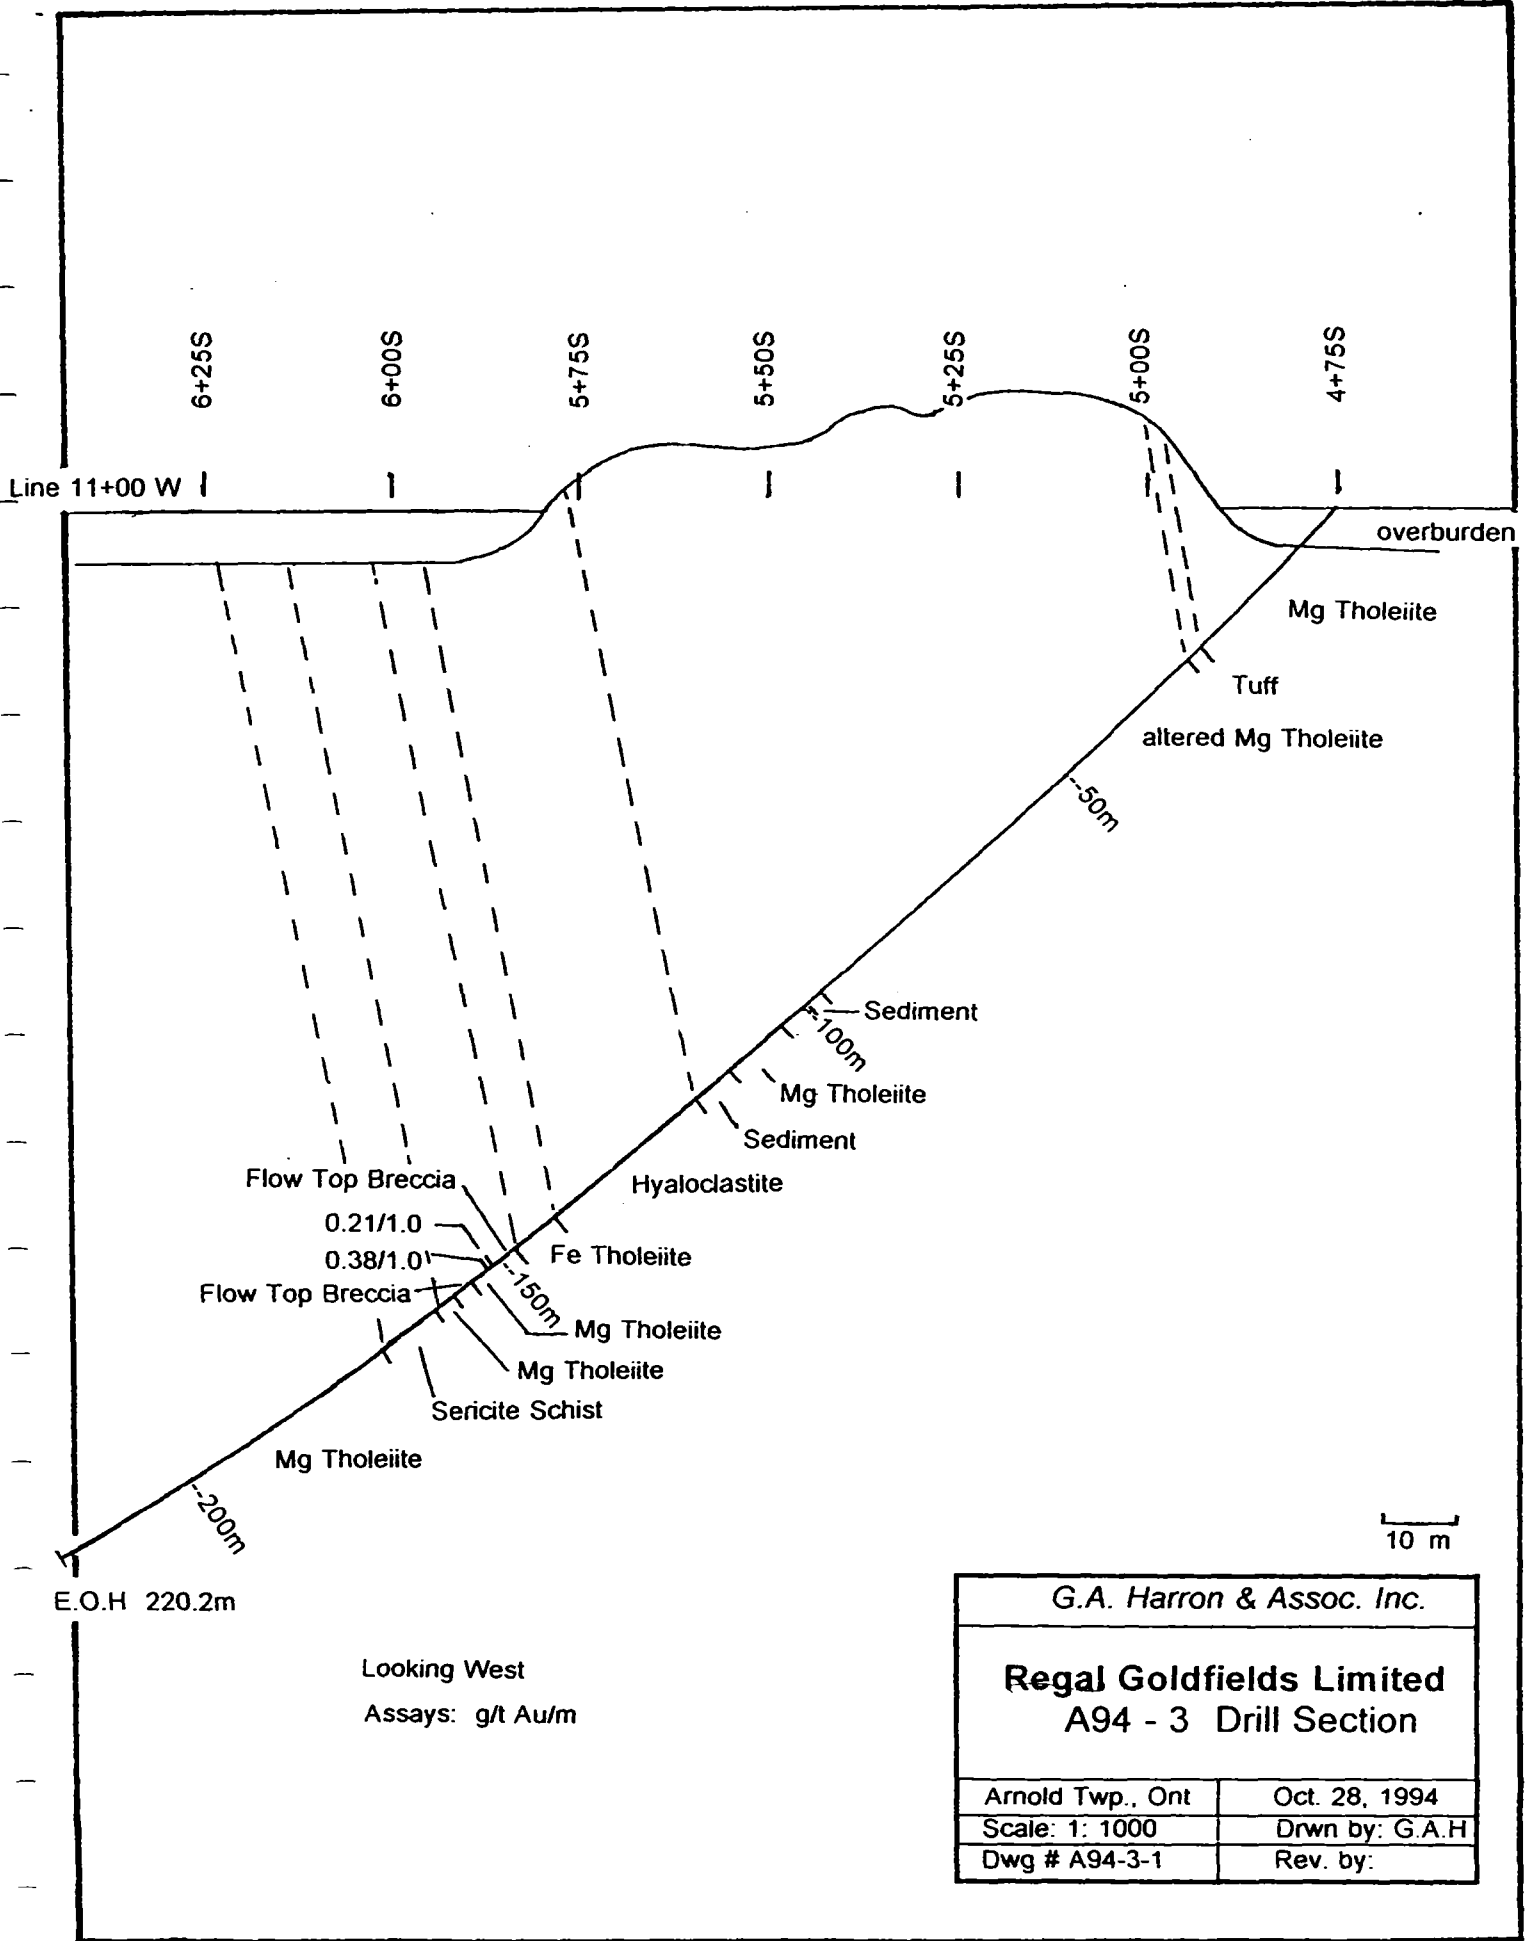 6+25S
6+00S
5+75S
5+50S
5+25S
5+00S
4+75S
Line 11+00 W
overburden
Mg Tholeiite
Tuff
altered Mg Tholeiite
--50m
Sediment
--100m
Mg Tholeiite
Sediment
Hyaloclastite
Flow Top Breccia
0.21/1.0
0.38/1.0
Fe Tholeiite
Flow Top Breccia
--150m
Mg Tholeiite
Mg Tholeiite
Sericite Schist
Mg Tholeiite
--200m
E.O.H 220.2m
10 m
Looking West
Assays: g/t Au/m
G.A. Harron & Assoc. Inc.
Regal Goldfields Limited
A94 - 3 Drill Section
Arnold Twp., Ont
Oct. 28, 1994
Scale: 1: 1000
Drwn by: G.A.H
Dwg # A94-3-1
Rev. by: